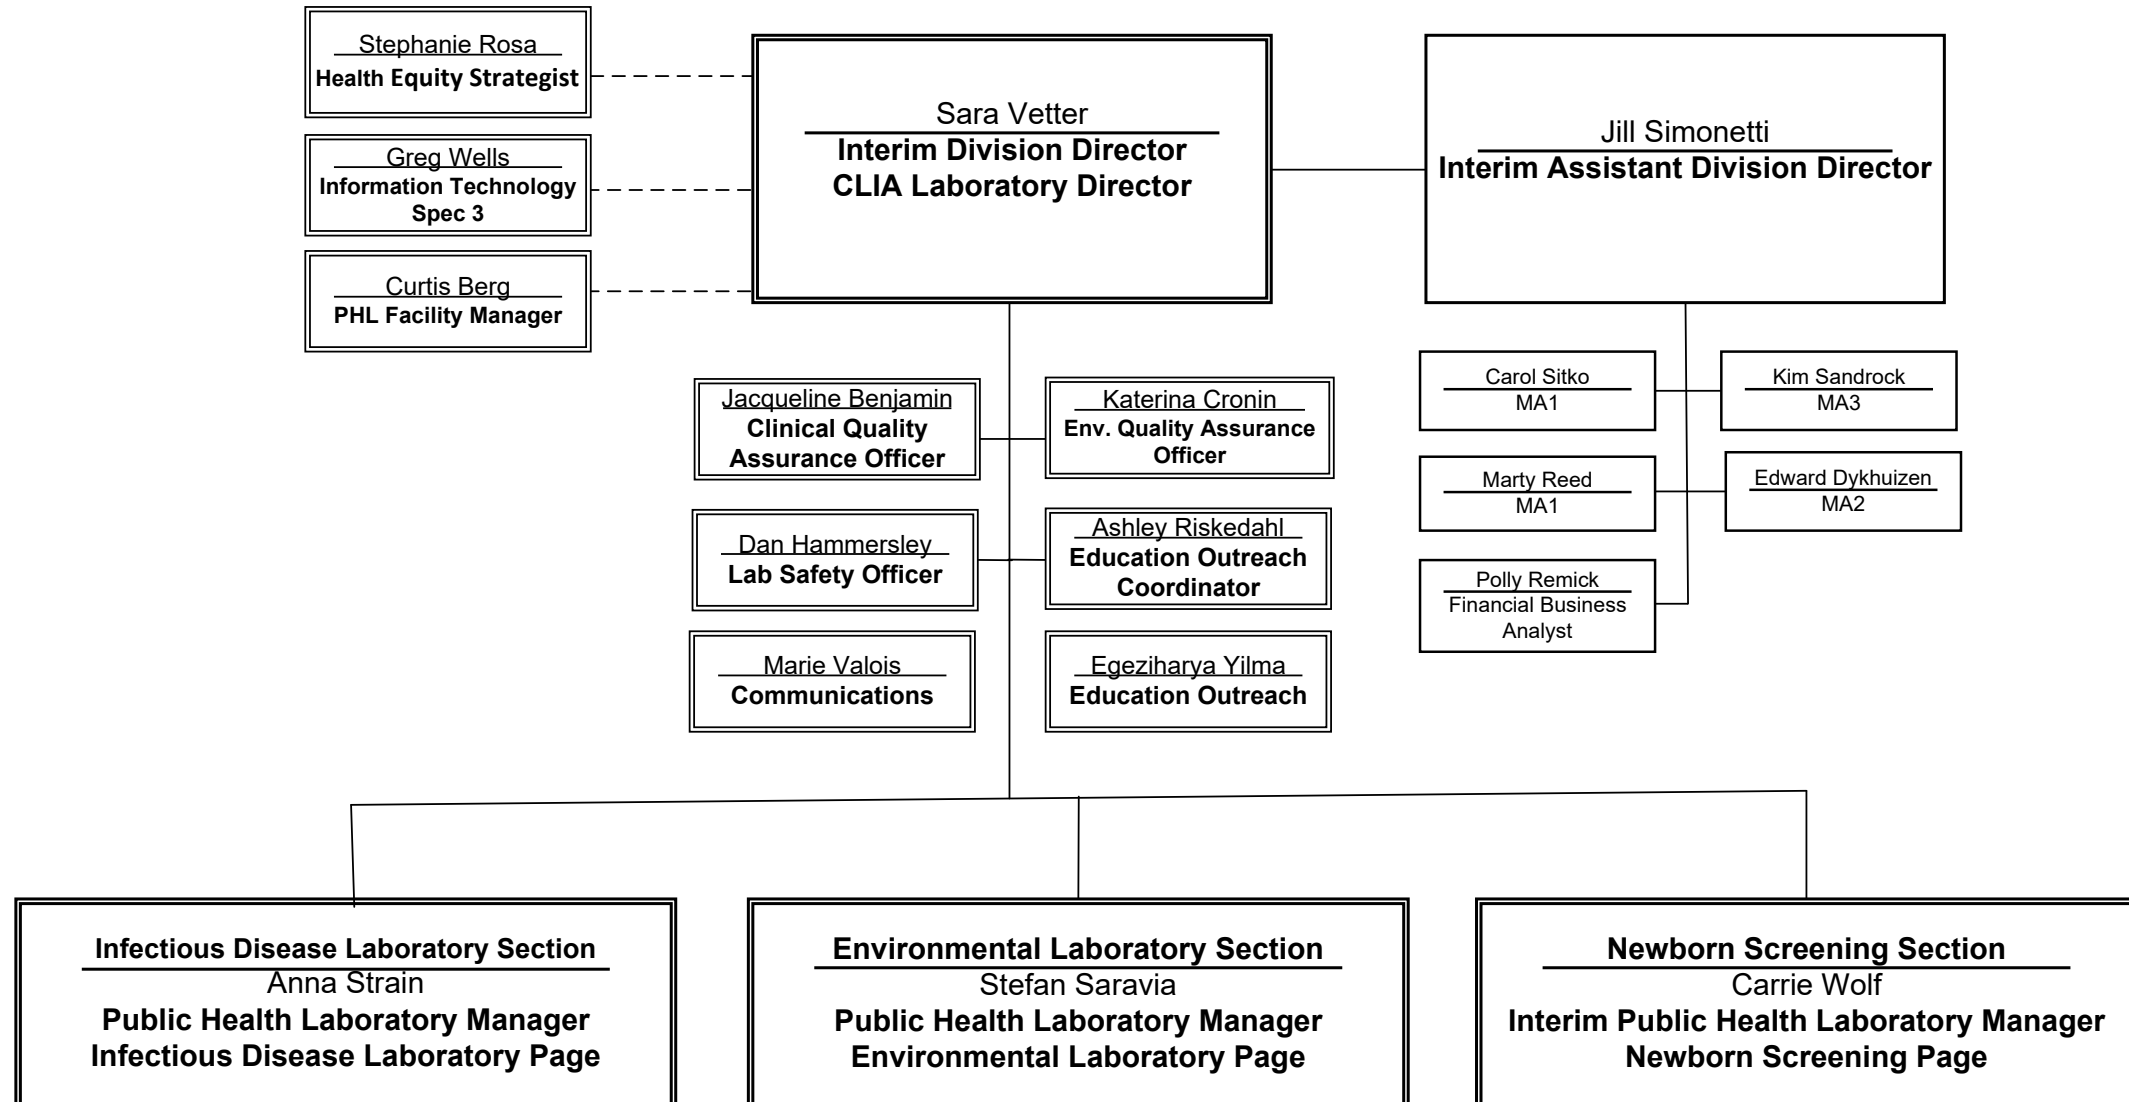 Stephanie Rosa
Health Equity Strategist
Greg Wells
Information Technology
Spec 3
Curtis Berg
PHL Facility Manager
Sara Vetter
Interim Division Director
CLIA Laboratory Director
Jill Simonetti
Interim Assistant Division Director
Jacqueline Benjamin
Clinical Quality
Assurance Officer
Katerina Cronin
Env. Quality Assurance
Officer
Dan Hammersley
Lab Safety Officer
Ashley Riskedahl
Education Outreach
Coordinator
Marie Valois
Communications
Egeziharya Yilma
Education Outreach
Carol Sitko
MA1
Kim Sandrock
MA3
Marty Reed
MA1
Edward Dykhuizen
MA2
Polly Remick
Financial Business
Analyst
Infectious Disease Laboratory Section
Anna Strain
Public Health Laboratory Manager
Infectious Disease Laboratory Page
Environmental Laboratory Section
Stefan Saravia
Public Health Laboratory Manager
Environmental Laboratory Page
Newborn Screening Section
Carrie Wolf
Interim Public Health Laboratory Manager
Newborn Screening Page